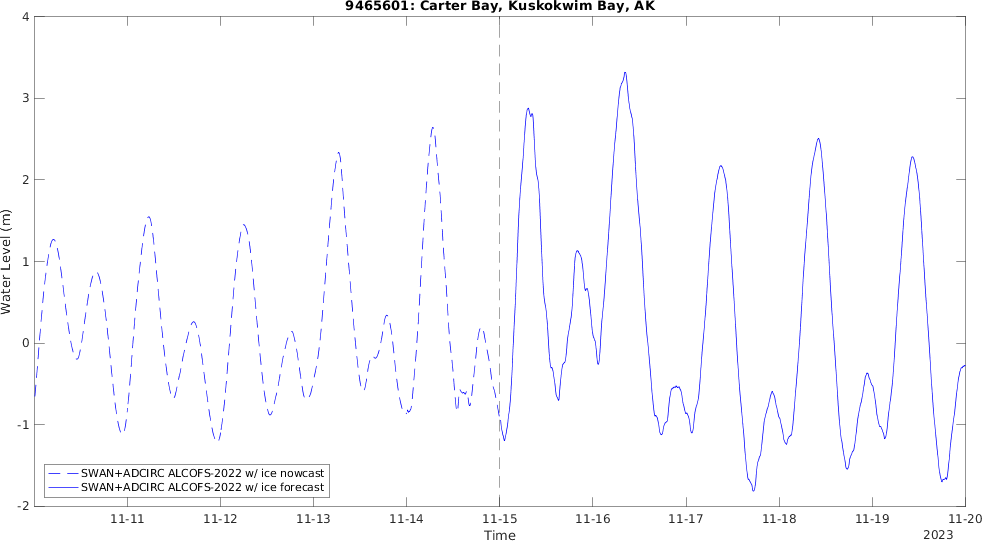 9465601: Carter Bay, Kuskokwim Bay, AK
4
3
2
1
0
-1
-2
Water Level (m)
SWAN+ADCIRC ALCOFS-2022 w/ ice nowcast
SWAN+ADCIRC ALCOFS-2022 w/ ice forecast
11-11 11-12 11-13 11-14 11-15 11-16 11-17 11-18 11-19 11-20
Time
2023